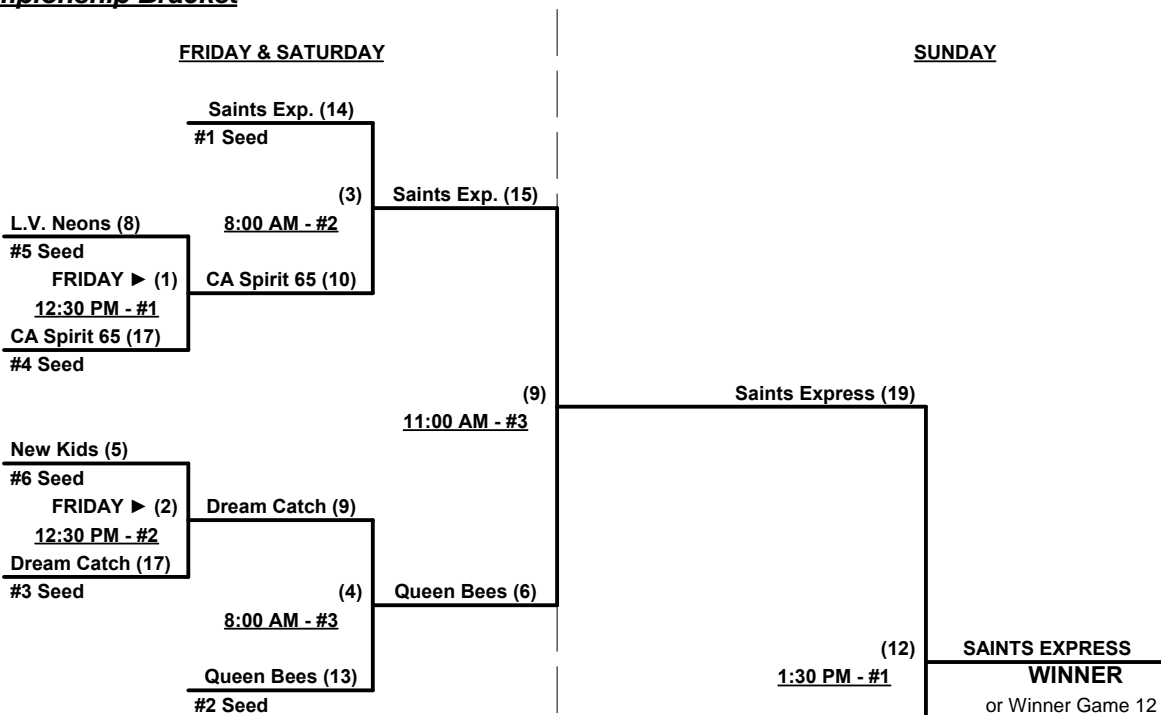 FRIDAY & SATURDAY
SUNDAY
Saints Exp. (14)
#1 Seed
(3)
8:00 AM - #2
Saints Exp. (15)
L.V. Neons (8)
#5 Seed
FRIDAY ► (1)
12:30 PM - #1
CA Spirit 65 (10)
CA Spirit 65 (17)
#4 Seed
(9)
11:00 AM - #3
Saints Express (19)
New Kids (5)
#6 Seed
FRIDAY ► (2)
12:30 PM - #2
Dream Catch (9)
Dream Catch (17)
#3 Seed
(4)
8:00 AM - #3
Queen Bees (6)
Queen Bees (13)
#2 Seed
(12)
1:30 PM - #1
SAINTS EXPRESS
WINNER
or Winner Game 12